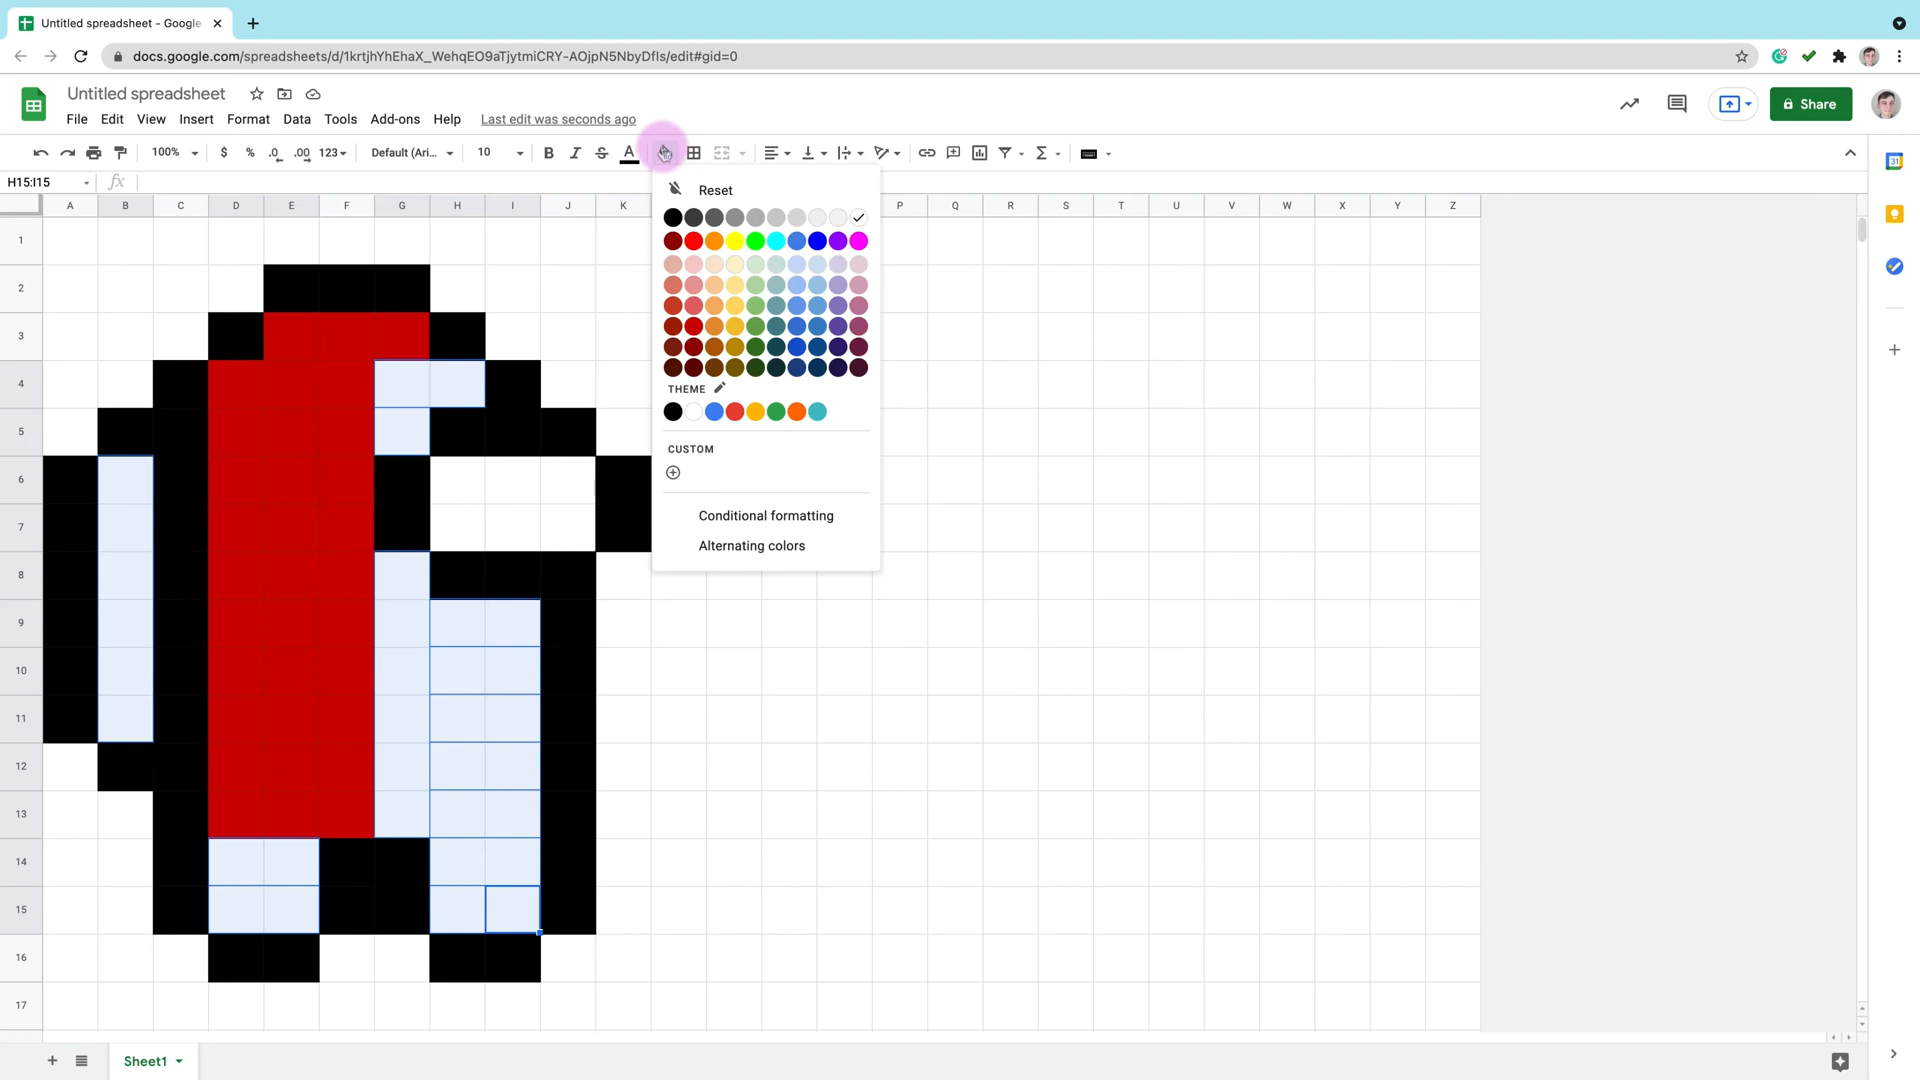 Untitled spreadsheet - Google
docs.google.com/spreadsheets/d/1krtjhYhEhaX_WehqEO9aTjytmiCRY-AOjpN5NbyDfIs/edit#gid=0
Untitled spreadsheet
File Edit View Insert Format Data Tools Add-ons Help Last edit was seconds ago
Share
100% $ % .0 .00 123 Default (Ari... 10 B I S A
H15:I15 fx
A B C D E F G H I J K P Q R S T U V W X Y Z
1
2
3
4
5
6
7
8
9
10
11
12
13
14
15
16
17
Reset
THEME
CUSTOM
Conditional formatting
Alternating colors
31
Sheet1